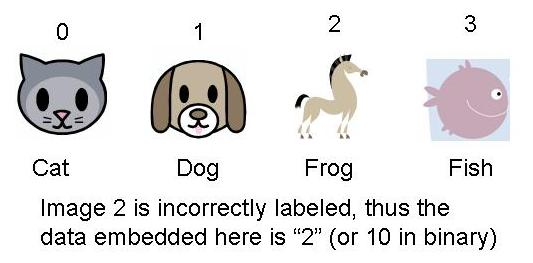 0 1 2 3
Cat Dog Frog Fish
Image 2 is incorrectly labeled, thus the
data embedded here is “2” (or 10 in binary)